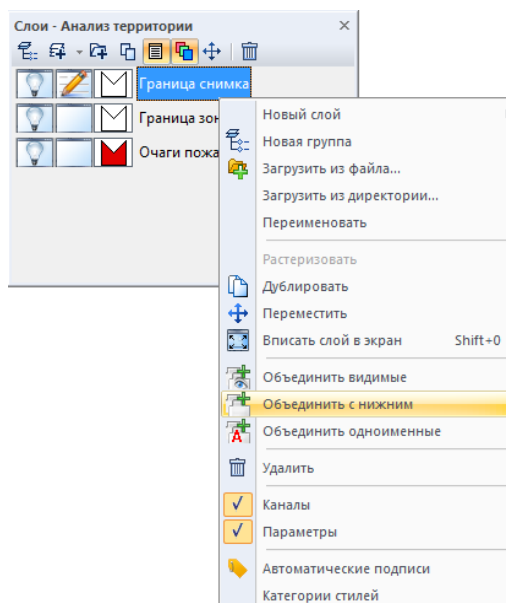 Слои - Анализ территории
Граница снимка
Граница зон
Очаги пожа
Новый слой
Новая группа
Загрузить из файла...
Загрузить из директории...
Переименовать
Растеризовать
Дублировать
Переместить
Вписать слой в экран Shift+0
Объединить видимые
Объединить с нижним
Объединить одноименные
Удалить
Каналы
Параметры
Автоматические подписи
Категории стилей